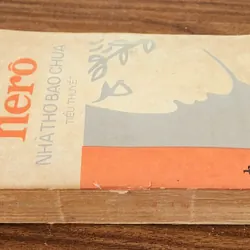 nerô
NHÀ THƠ BẠO CHÚA
TIỂU THUYẾT